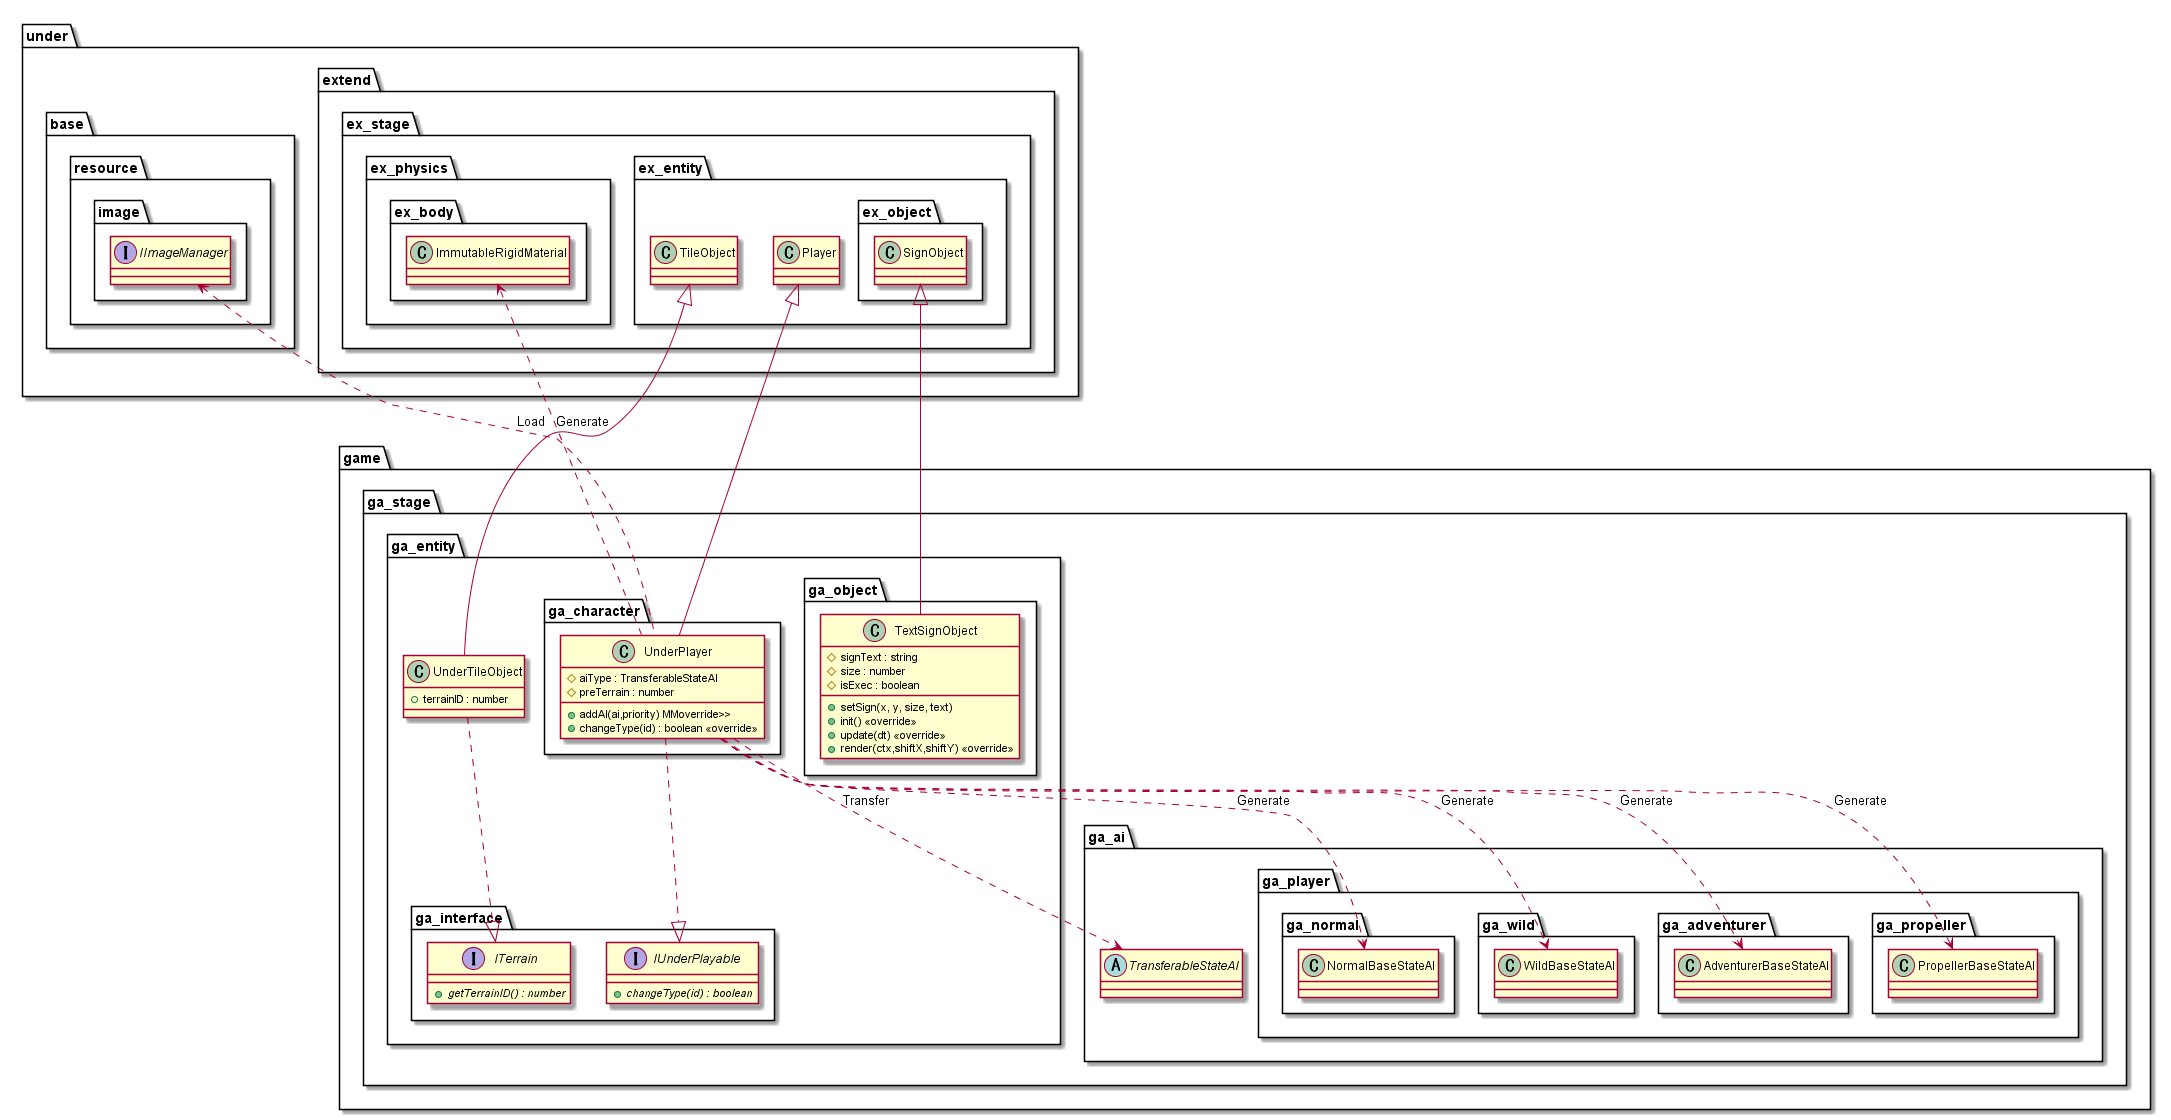 under
extend
base
ex_stage
resource
ex_physics
ex_entity
image
ex_body
ex_object
I IImageManager
C ImmutableRigidMaterial
C TileObject
C Player
C SignObject
Load
Generate
game
ga_stage
ga_entity
ga_object
ga_character
C TextSignObject
signText : string
size : number
isExec : boolean
setSign(x, y, size, text)
init() «override»
update(dt) «override»
render(ctx,shiftX,shiftY) «override»
C UnderPlayer
aiType : TransferableStateAI
preTerrain : number
addAI(ai,priority) MMoverride>>
changeType(id) : boolean «override»
C UnderTileObject
terrainID : number
Transfer
Generate
Generate
Generate
Generate
ga_ai
ga_player
ga_interface
ga_normal
ga_wild
ga_adventurer
ga_propeller
I ITerrain
getTerrainID() : number
I IUnderPlayable
changeType(id) : boolean
A TransferableStateAI
C NormalBaseStateAI
C WildBaseStateAI
C AdventurerBaseStateAI
C PropellerBaseStateAI